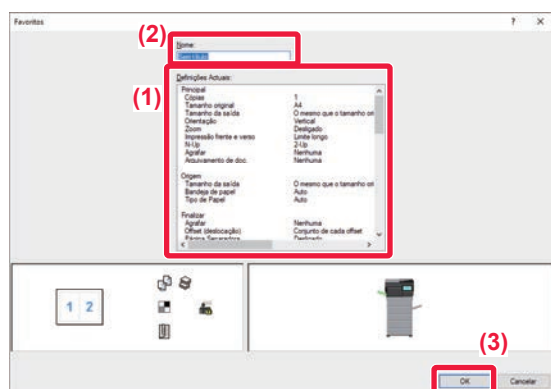 Favoritos ? ×
(2)
Nome:
(1)
Definições Actuais:
Principal
Cópias 1
Tamanho original A4
Tamanho da saída O mesmo que o tamanho ori
Orientação Vertical
Zoom Desligado
Impressão frente e verso Limite longo
N-Up 2-Up
Agrafar Nenhuma
Arquivamento de doc. Nenhuma
Origem
Tamanho da saída O mesmo que o tamanho ori
Bandeja de papel Auto
Tipo de Papel Auto
Finalizar
Agrafar Nenhuma
Offset (deslocação) Conjunto de cada offset
Página Separadora Desligado
1 2
(3)
OK Cancelar